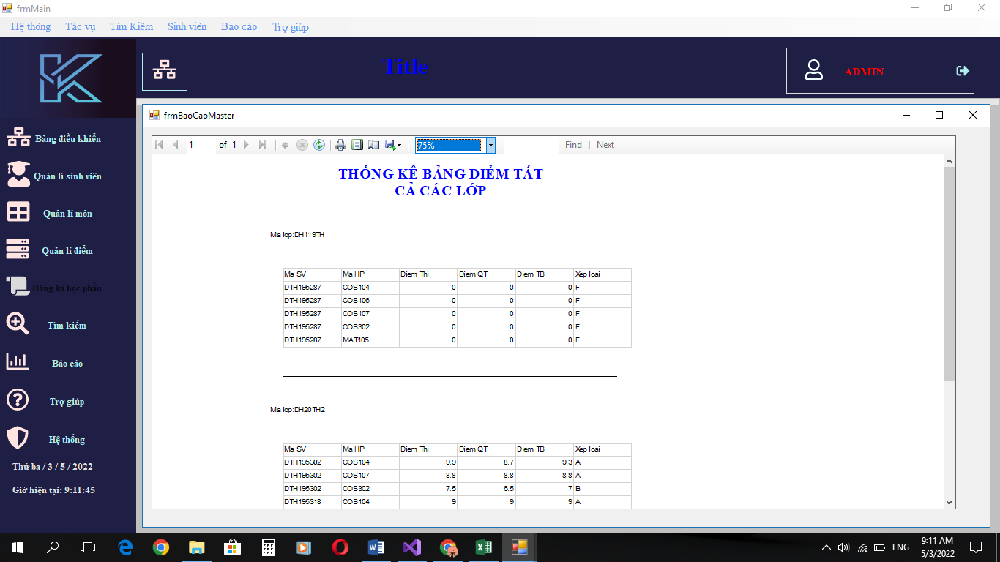 frmMain
Hệ thông Tác vụ Tìm Kiêm Sinh viên Báo cáo Trợ giúp
Title
ADMIN
frmBaoCaoMaster
Bảng điều khiển
Quản lí sinh viên
Quản lí môn
Quản lí điểm
Đăng kí học phần
Tìm kiếm
Báo cáo
Trợ giúp
Hệ thống
Thứ ba / 3 / 5 / 2022
Giờ hiện tại: 9:11:45
1 of 1 75% Find Next
THỐNG KÊ BẢNG ĐIỂM TẤT
CẢ CÁC LỚP
Ma lop:DH119TH
Ma SV Ma HP Diem Thi Diem QT Diem TB Xep loai
DTH195287 COS104 0 0 0 F
DTH195287 COS106 0 0 0 F
DTH195287 COS107 0 0 0 F
DTH195287 COS302 0 0 0 F
DTH195287 MAT105 0 0 0 F
Ma lop:DH20TH2
Ma SV Ma HP Diem Thi Diem QT Diem TB Xep loai
DTH195302 COS104 9.9 8.7 9.3 A
DTH195302 COS107 8.8 8.8 8.8 A
DTH195302 COS302 7.5 6.5 7 B
DTH195318 COS104 9 9 9 A
ENG
9:11 AM
5/3/2022